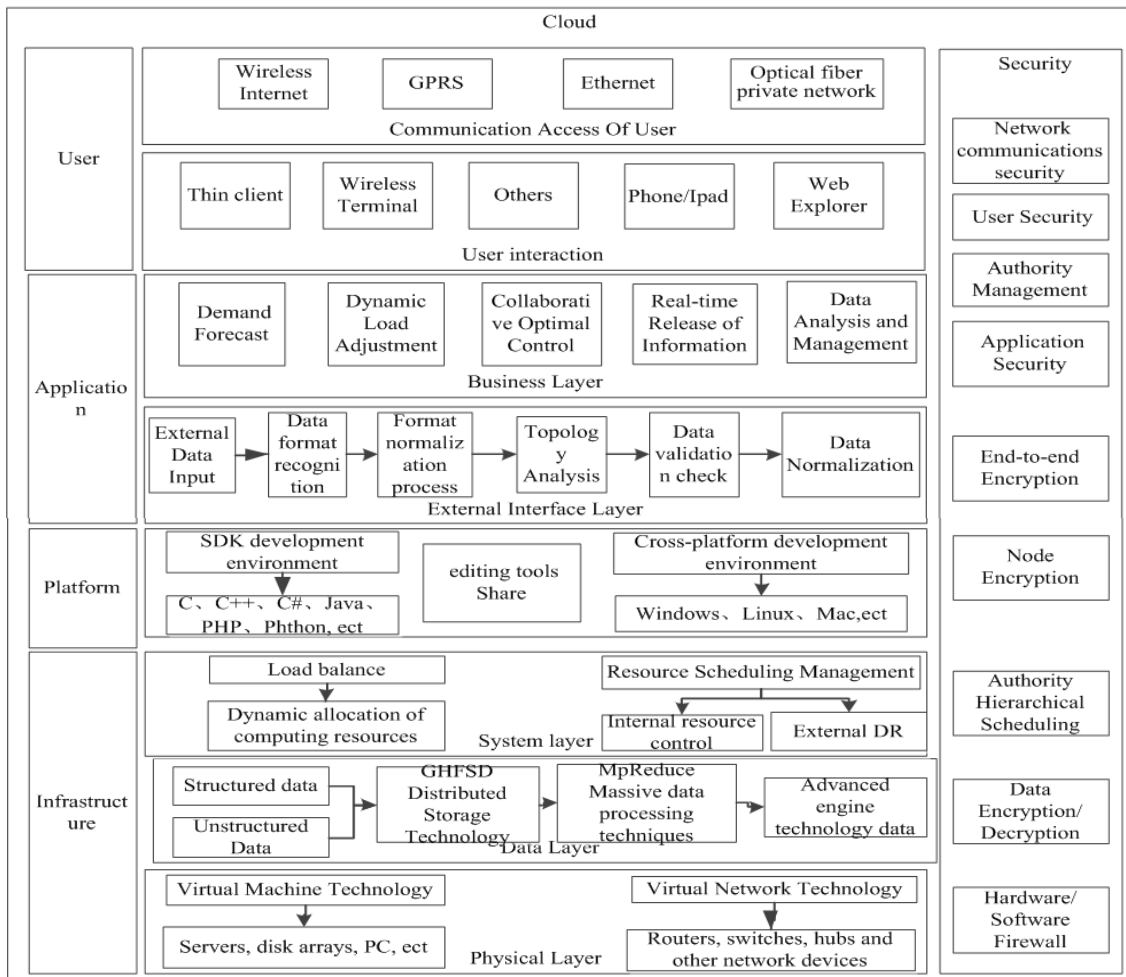 Cloud
User
Wireless
Internet
GPRS
Ethernet
Optical fiber
private network
Communication Access Of User
Thin client
Wireless
Terminal
Others
Phone/Ipad
Web
Explorer
User interaction
Applicatio
n
Demand
Forecast
Dynamic
Load
Adjustment
Collaborati
ve Optimal
Control
Real-time
Release of
Information
Data
Analysis and
Management
Business Layer
External
Data
Input
Data
format
recogni
tion
Format
normaliz
ation
process
Topolog
y
Analysis
Data
validatio
n check
Data
Normalization
External Interface Layer
Platform
SDK development
environment
C、C++、C#、Java、
PHP、Phthon, ect
editing tools
Share
Cross-platform development
environment
Windows、Linux、Mac,ect
Infrastruct
ure
Load balance
Dynamic allocation of
computing resources
Resource Scheduling Management
Internal resource
control
External DR
System layer
Structured data
Unstructured
Data
GHFSD
Distributed
Storage
Technology
MpReduce
Massive data
processing
techniques
Advanced
engine
technology data
Data Layer
Virtual Machine Technology
Servers, disk arrays, PC, ect
Virtual Network Technology
Routers, switches, hubs and
other network devices
Physical Layer
Security
Network
communications
security
User Security
Authority
Management
Application
Security
End-to-end
Encryption
Node
Encryption
Authority
Hierarchical
Scheduling
Data
Encryption/
Decryption
Hardware/
Software
Firewall